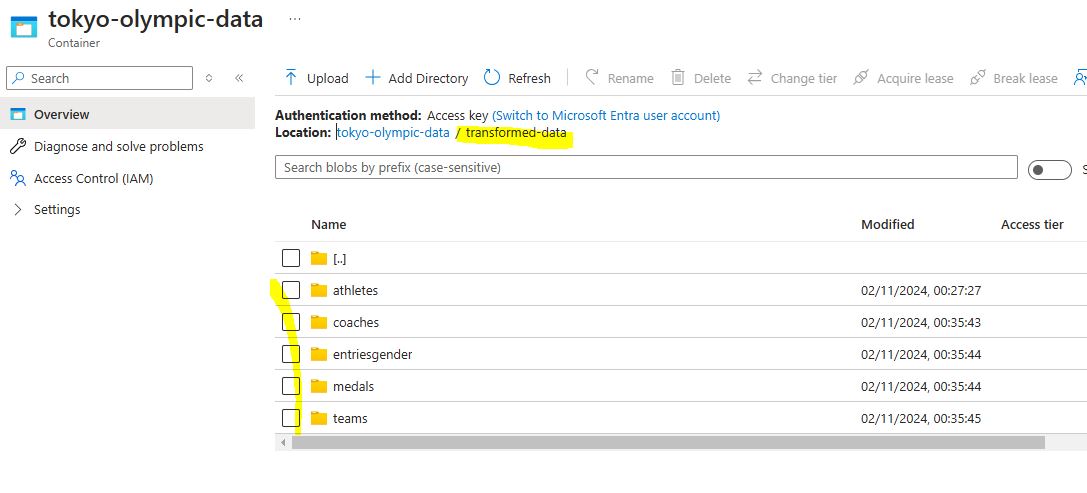 tokyo-olympic-data ...
Container
Search
Upload Add Directory Refresh Rename Delete Change tier Acquire lease Break lease
Overview
Authentication method: Access key (Switch to Microsoft Entra user account)
Location: tokyo-olympic-data / transformed-data
Diagnose and solve problems
Search blobs by prefix (case-sensitive)
S
Access Control (IAM)
Settings
Name Modified Access tier
[..]
athletes 02/11/2024, 00:27:27
coaches 02/11/2024, 00:35:43
entriesgender 02/11/2024, 00:35:44
medals 02/11/2024, 00:35:44
teams 02/11/2024, 00:35:45